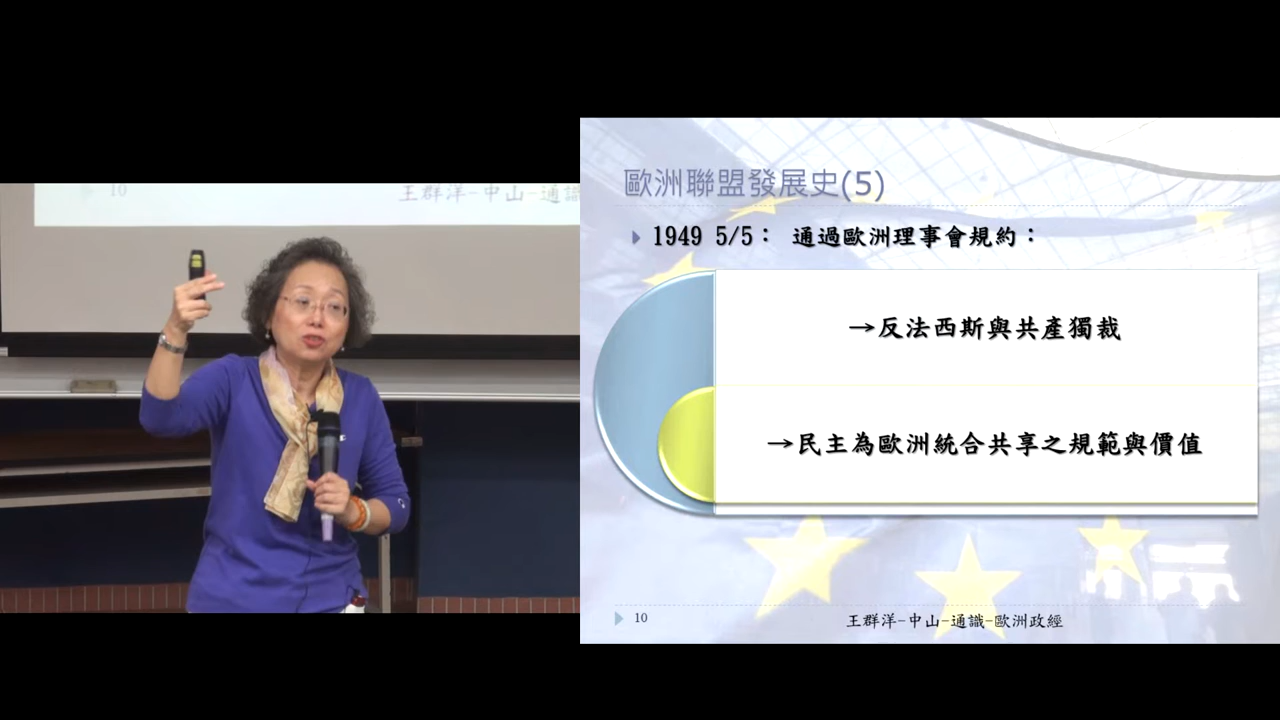 10
王群洋-中山-通識
歐洲聯盟發展史(5)
1949 5/5： 通過歐洲理事會規約：
→反法西斯與共產獨裁
→民主為歐洲統合共享之規範與價值
10
王群洋-中山-通識-歐洲政經